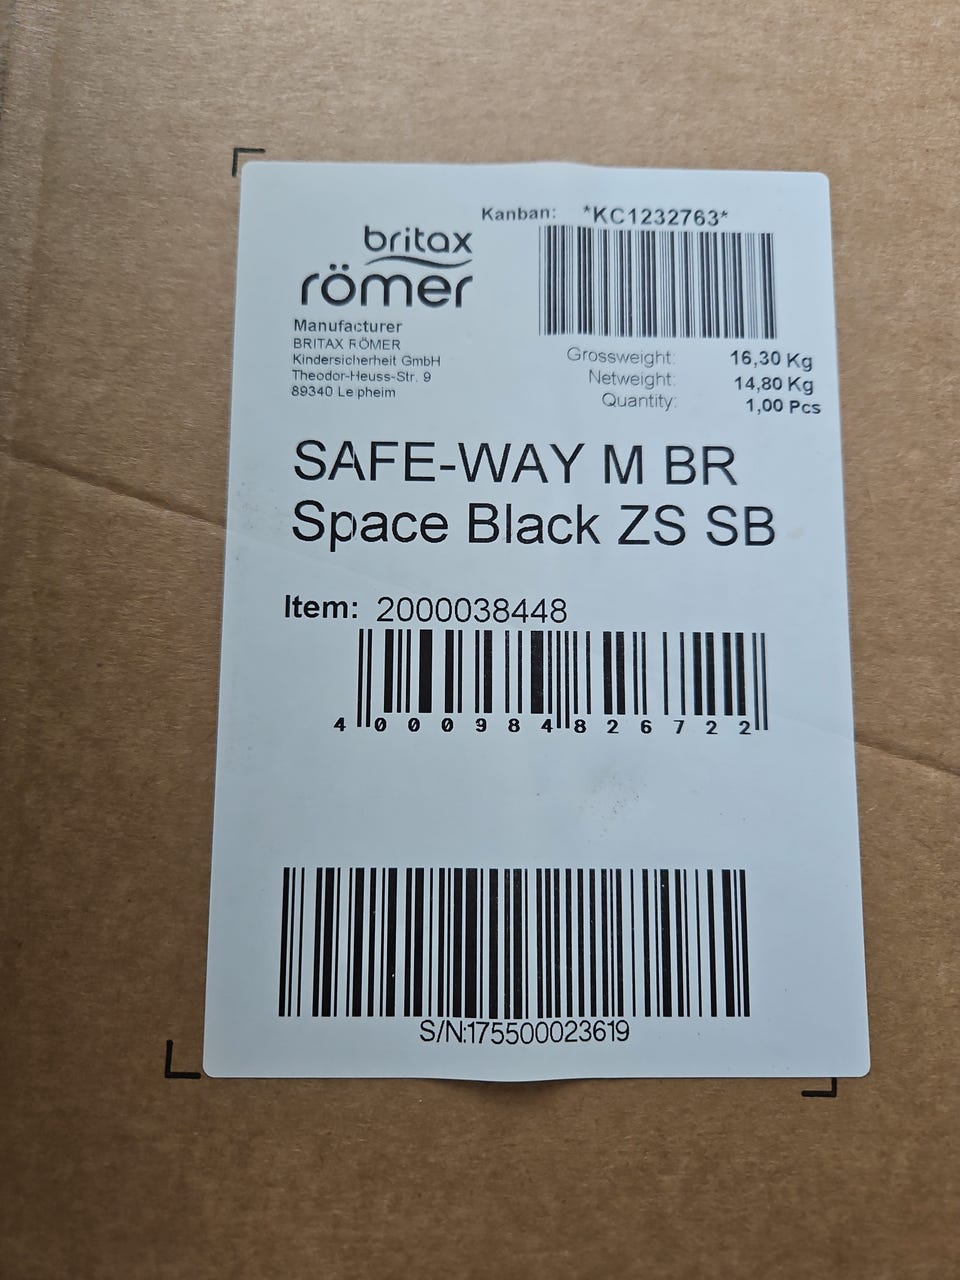 Kanban: *KC1232763*
britax
römer
Manufacturer
BRITAX RÖMER
Kindersicherheit GmbH
Theodor-Heuss-Str. 9
89340 Leipheim
Grossweight: 16,30 Kg
Netweight: 14,80 Kg
Quantity: 1,00 Pcs
SAFE-WAY M BR
Space Black ZS SB
Item: 2000038448
4 000984 826722
S/N:175500023619